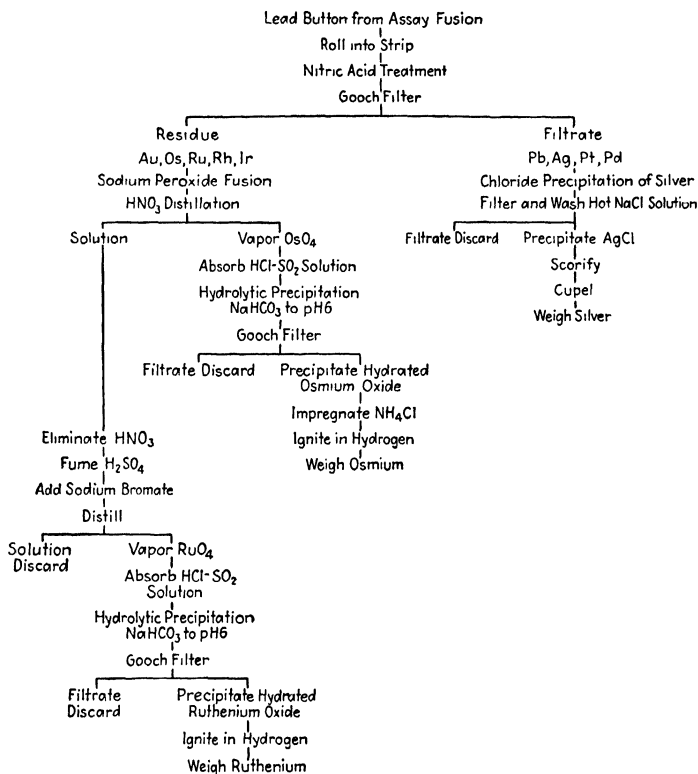 Lead Button from Assay Fusion
Roll into Strip
Nitric Acid Treatment
Gooch Filter
Residue
Au, Os, Ru, Rh, Ir
Sodium Peroxide Fusion
HNO3 Distillation
Filtrate
Pb, Ag, Pt, Pd
Chloride Precipitation of Silver
Filter and Wash Hot NaCl Solution
Solution
Vapor OsO4
Absorb HCl-SO2 Solution
Hydrolytic Precipitation
NaHCO3 to pH6
Gooch Filter
Filtrate Discard
Precipitate AgCl
Scorify
Cupel
Weigh Silver
Filtrate Discard
Precipitate Hydrated
Osmium Oxide
Impregnate NH4Cl
Ignite in Hydrogen
Weigh Osmium
Eliminate HNO3
Fume H2SO4
Add Sodium Bromate
Distill
Solution
Discard
Vapor RuO4
Absorb HCl-SO2
Solution
Hydrolytic Precipitation
NaHCO3 to pH6
Gooch Filter
Filtrate
Discard
Precipitate Hydrated
Ruthenium Oxide
Ignite in Hydrogen
Weigh Ruthenium